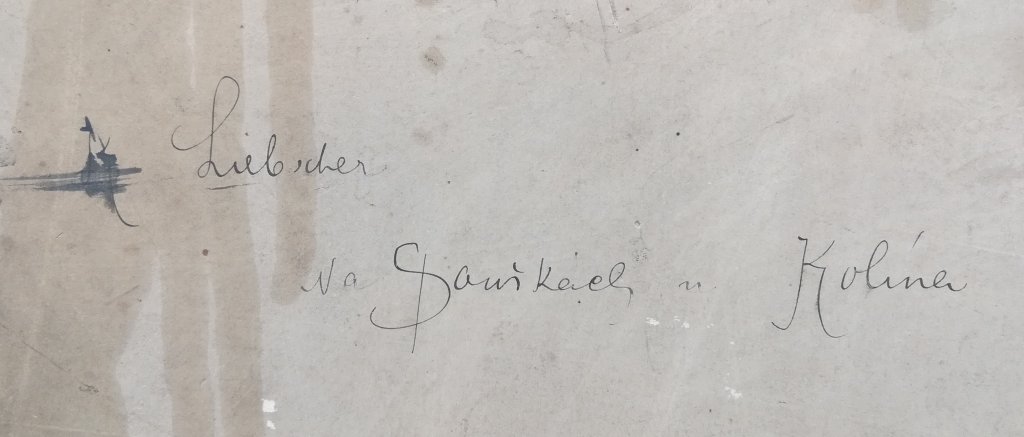 Liebscher
Na u Kolína